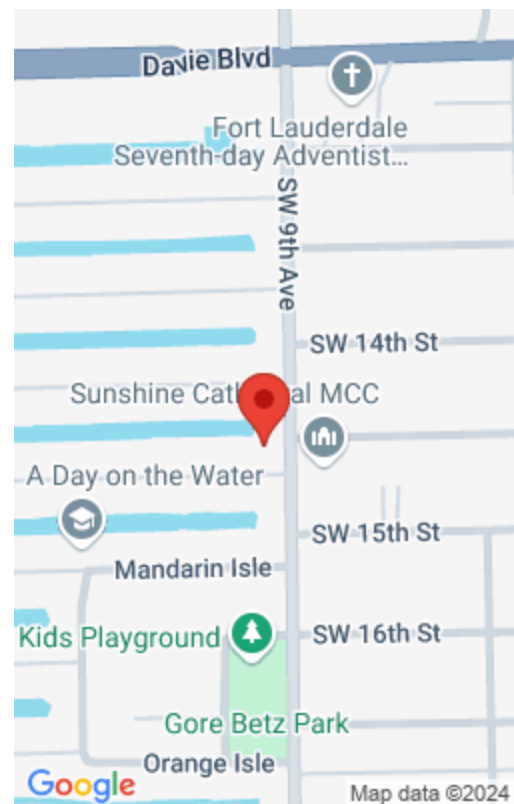 Davie Blvd
Fort Lauderdale
Seventh-day Adventist...
SW 9th Ave
SW 14th St
Sunshine Cat al MCC
A Day on the Water
SW 15th St
Mandarin Isle
Kids Playground
SW 16th St
Gore Betz Park
Orange Isle
Google
Map data ©2024